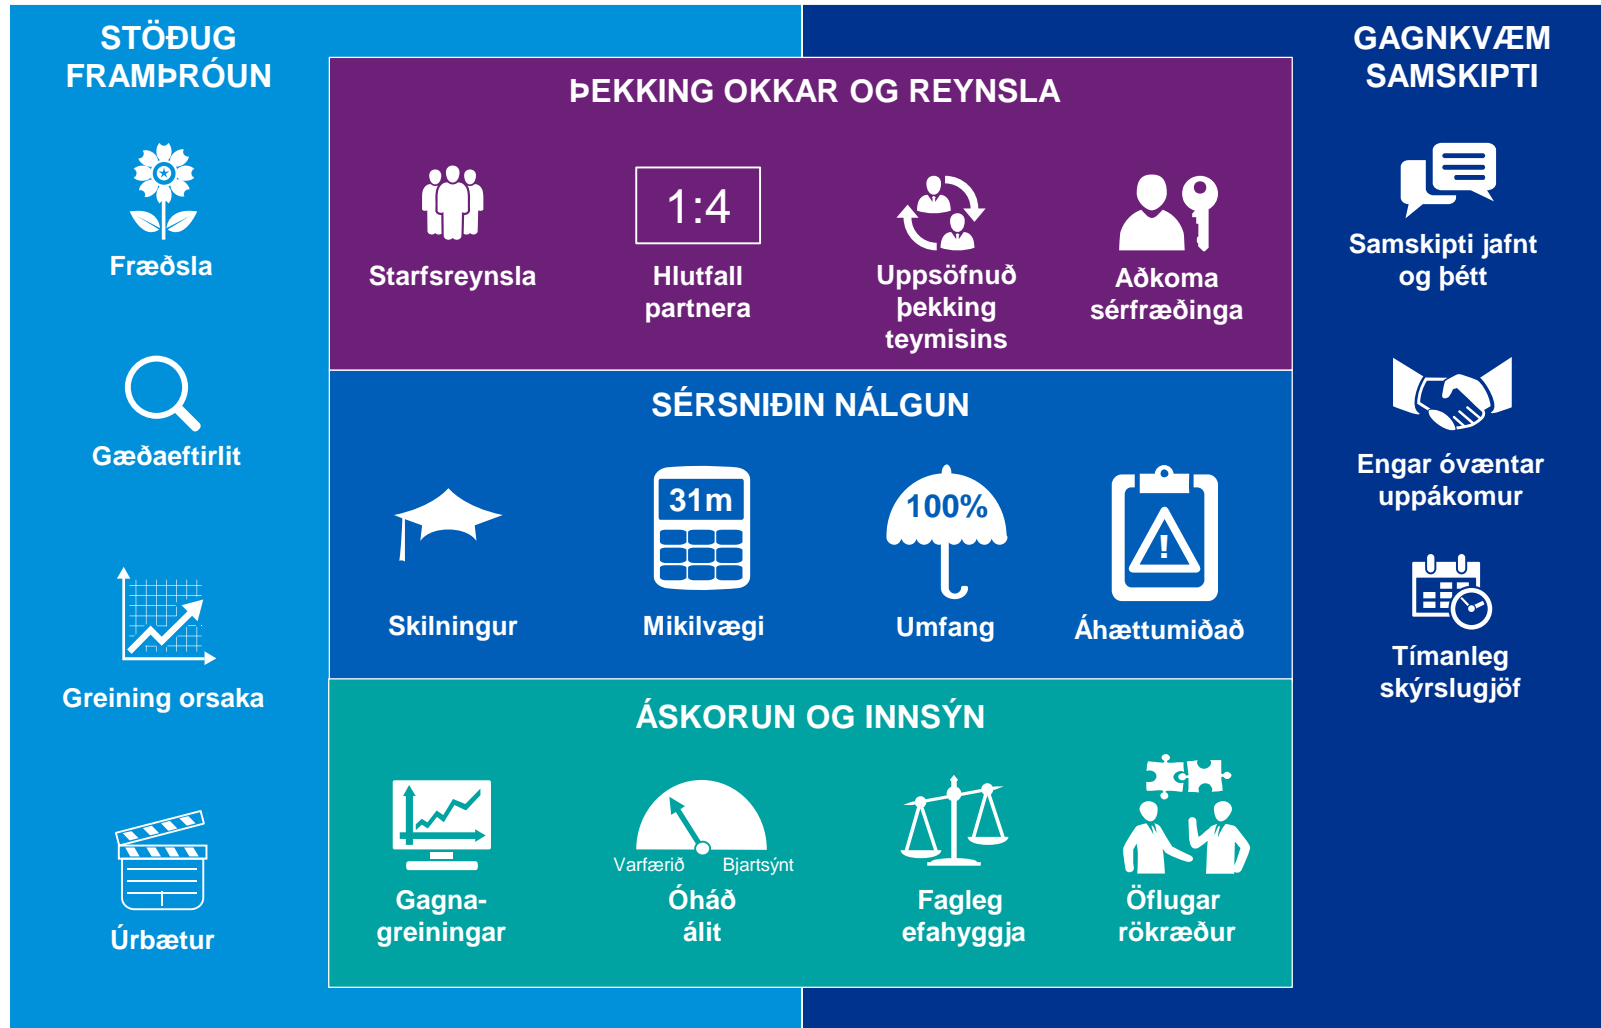 STÖÐUG
FRAMÞRÓUN
Fræðsla
Gæðaeftirlit
Greining orsaka
Úrbætur
ÞEKKING OKKAR OG REYNSLA
Starfsreynsla
1:4
Hlutfall
partnera
Uppsöfnuð
þekking
teymisins
Aðkoma
sérfræðinga
SÉRSNIÐIN NÁLGUN
Skilningur
31m
Mikilvægi
100%
Umfang
!
Áhættumiðað
ÁSKORUN OG INNSÝN
Gagna-
greiningar
Varfærið Bjartsýnt
Óháð
álit
Fagleg
efahyggja
Öflugar
rökræður
GAGNKVÆM
SAMSKIPTI
Samskipti jafnt
og þétt
Engar óvæntar
uppákomur
Tímanleg
skýrslugjöf